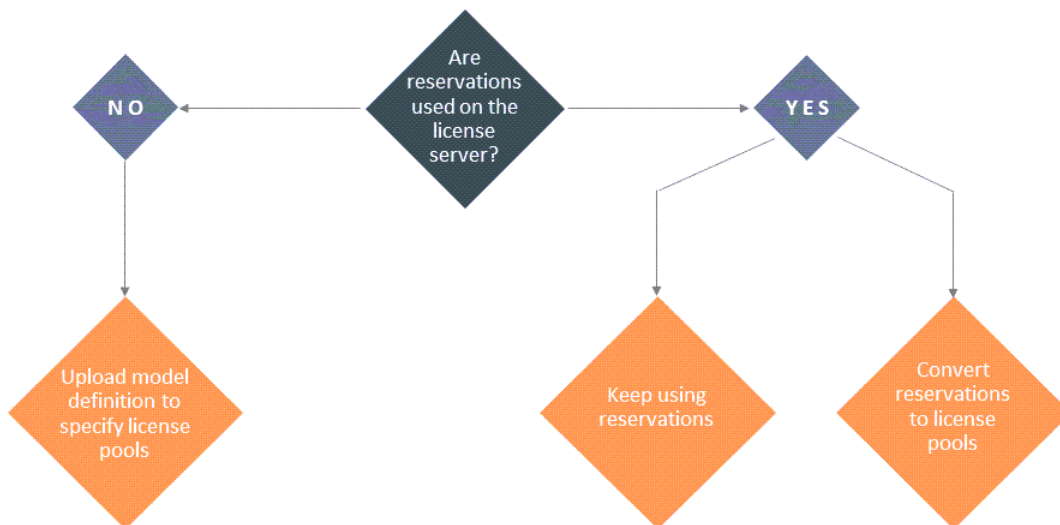 Are
reservations
used on the
license
server?
NO
YES
Upload model
definition to
specify license
pools
Keep using
reservations
Convert
reservations
to license
pools